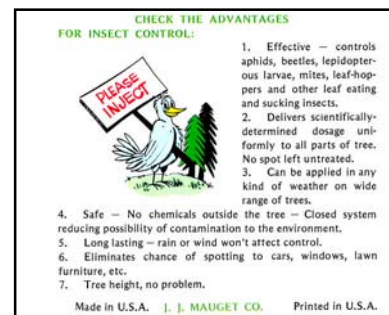 CHECK THE ADVANTAGES
FOR INSECT CONTROL:
1. Effective — controls
aphids, beetles, lepidopter-
ous larvae, mites, leaf-hop-
pers and other leaf eating
and sucking insects.
PLEASE
INJECT
2. Delivers scientifically-
determined dosage uni-
formly to all parts of tree.
No spot left untreated.
3. Can be applied in any
kind of weather on wide
range of trees.
4. Safe — No chemicals outside the tree — Closed system
reducing possibility of contamination to the environment.
5. Long lasting — rain or wind won't affect control.
6. Eliminates chance of spotting to cars, windows, lawn
furniture, etc.
7. Tree height, no problem.
Made in U.S.A. J. J. MAUGET CO. Printed in U.S.A.